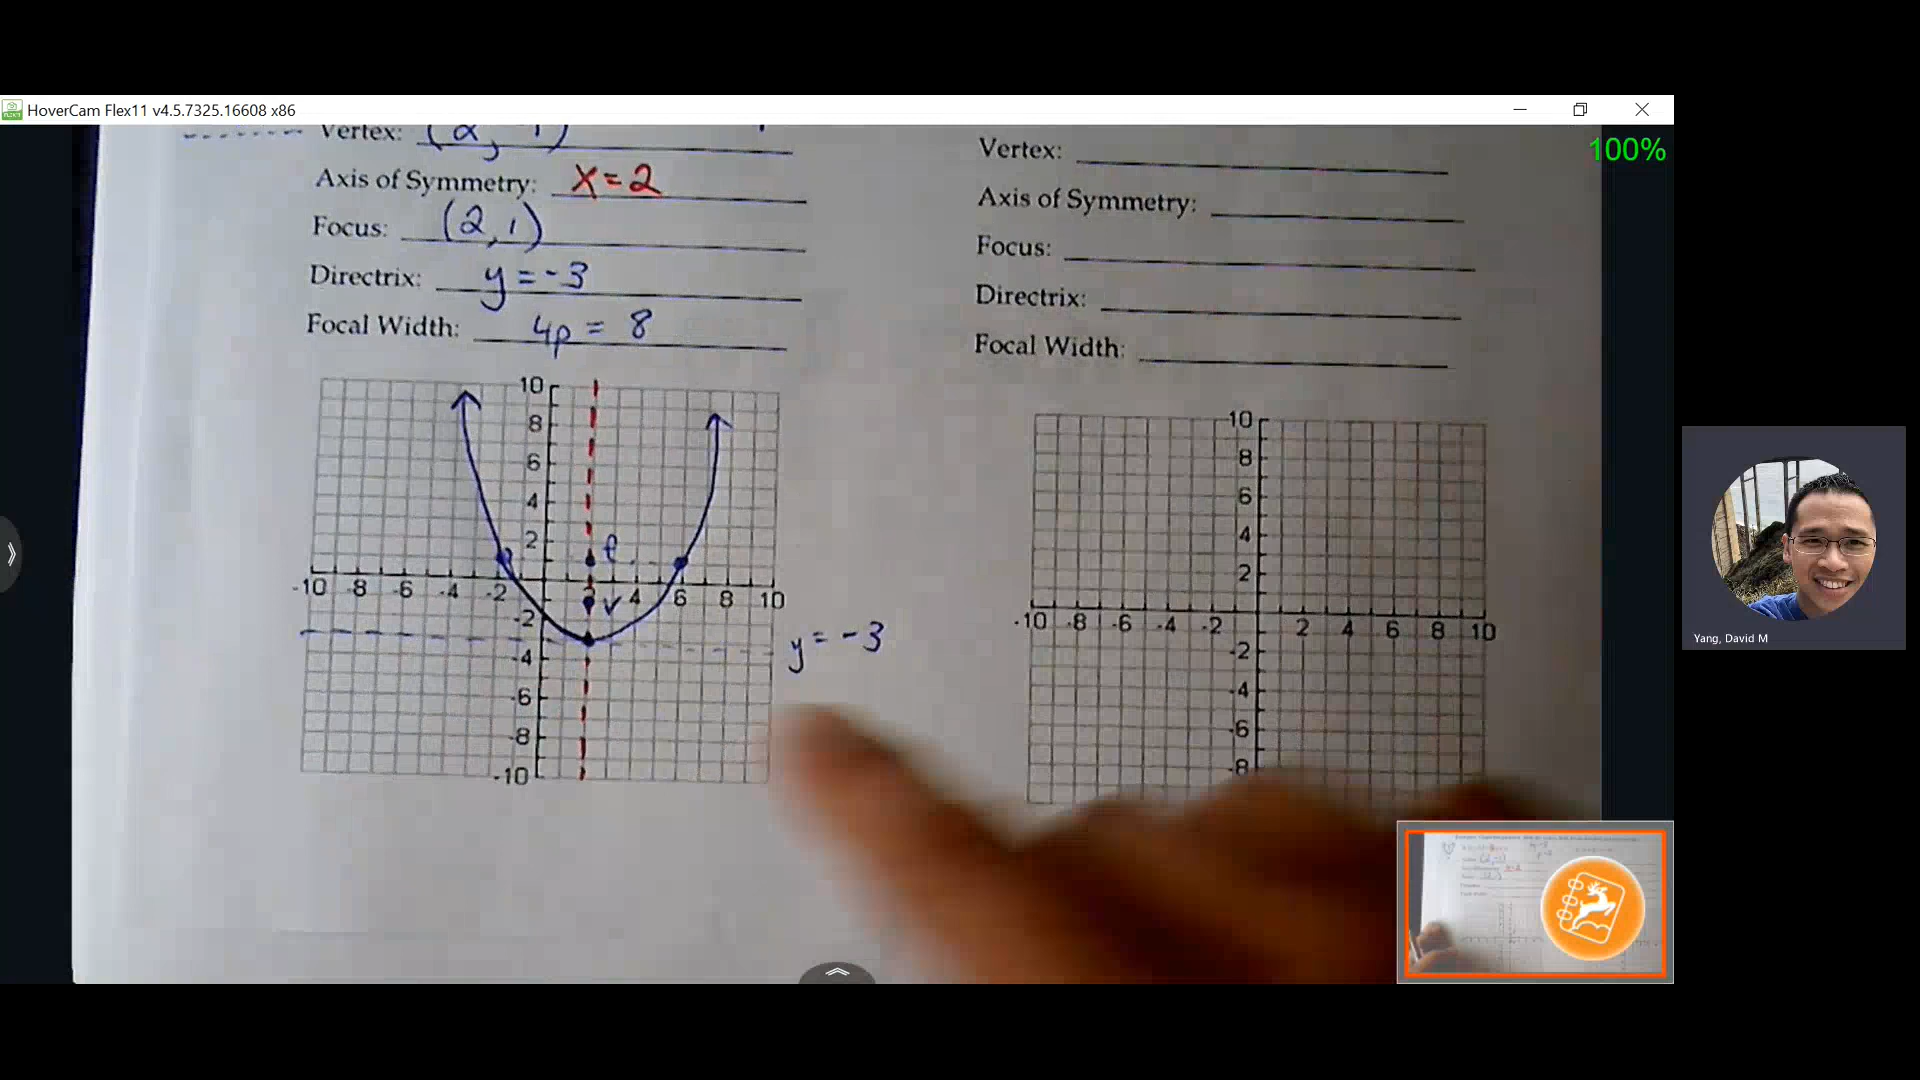 HoverCam Flex11 v4.5.7325.16608 x86
100%
Vertex: (2, -1)
Axis of Symmetry: x=2
Focus: (2, 1)
Directrix: y = -3
Focal Width: 4p = 8
10
8
6
4
2
-10 -8 -6 -4 -2 2 4 6 8 10
-2
-4
-6
-8
-10
f
v
y = -3
Vertex:
Axis of Symmetry:
Focus:
Directrix:
Focal Width:
10
8
6
4
2
-10 -8 -6 -4 -2 2 4 6 8 10
-2
-4
-6
-8
Yang, David M